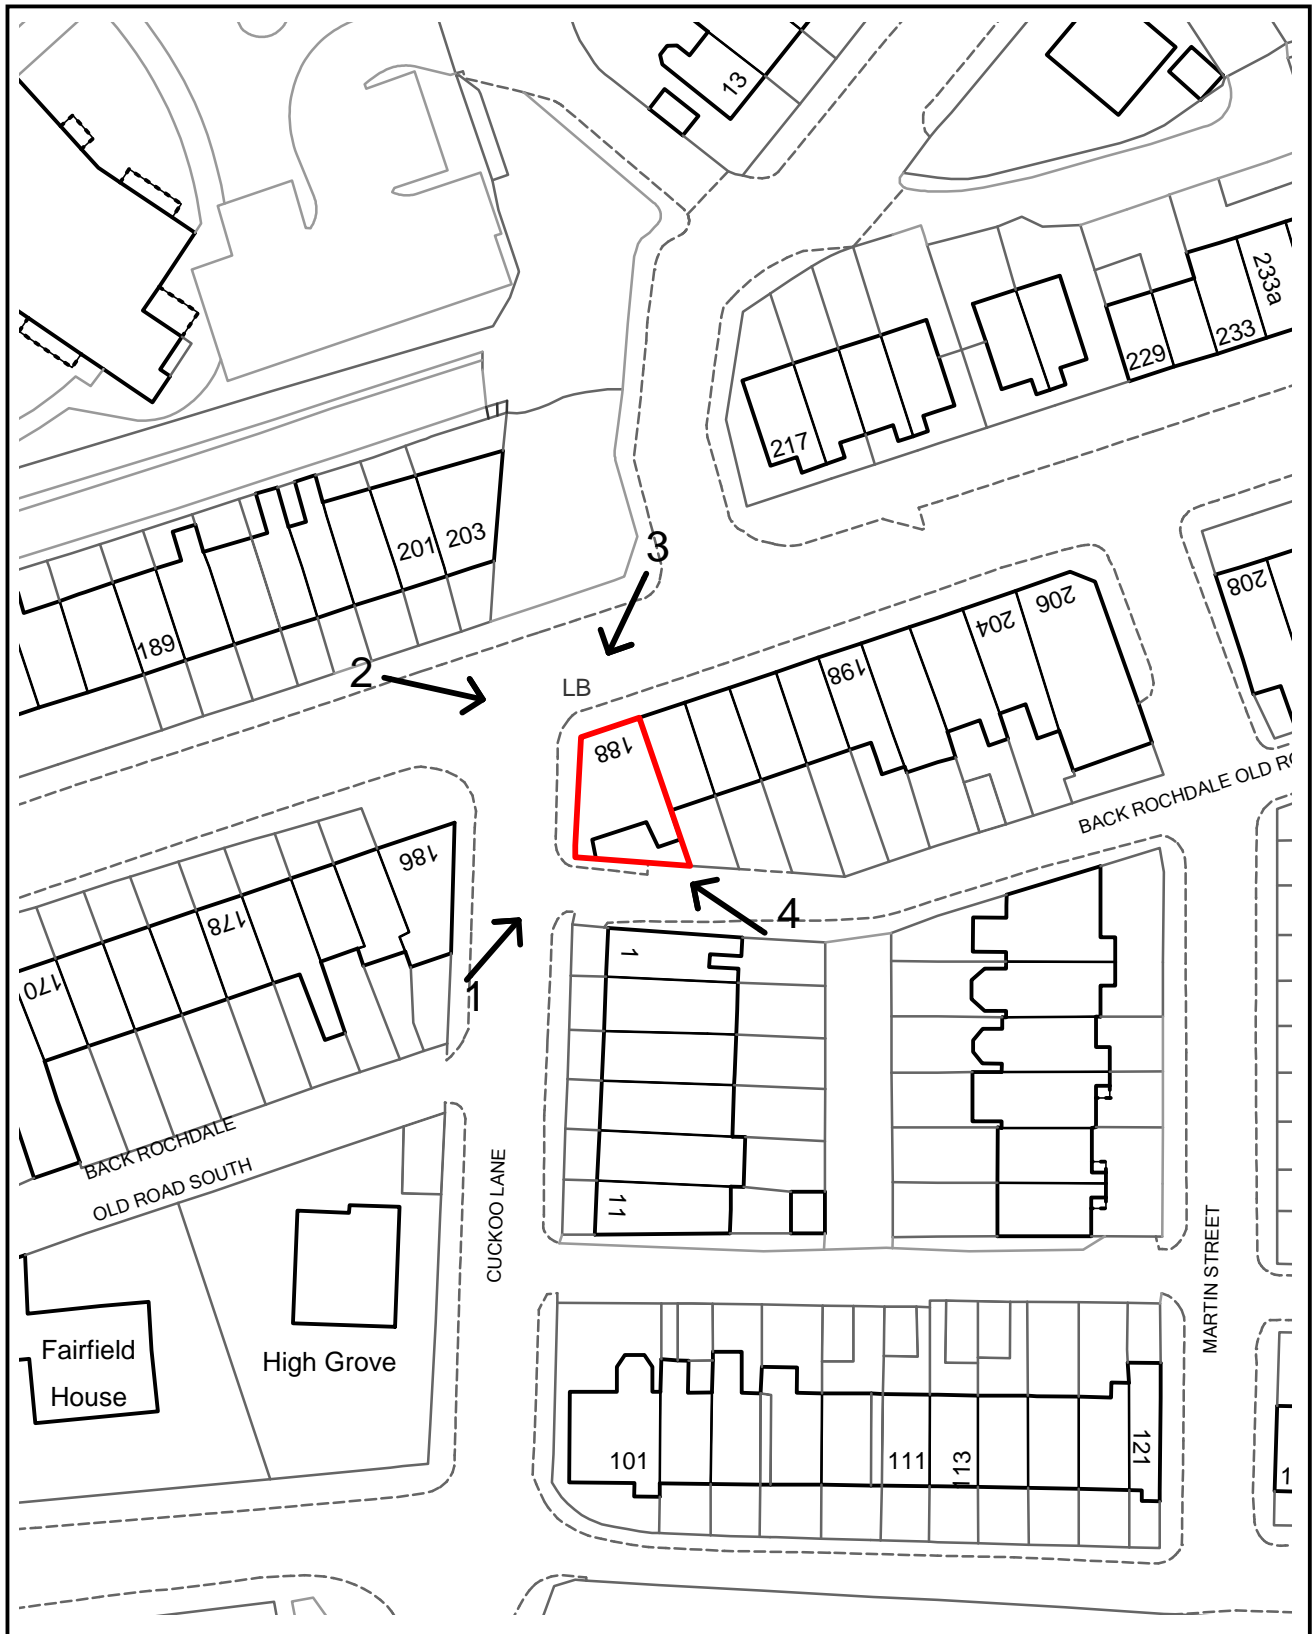 13
233a
233
229
217
3
201
203
189
2
LB
208
206
204
198
188
BACK ROCHDALE OLD RO
186
178
170
4
1
1
BACK ROCHDALE
OLD ROAD SOUTH
CUCKOO LANE
11
MARTIN STREET
Fairfield
House
High Grove
101
111
113
121
1